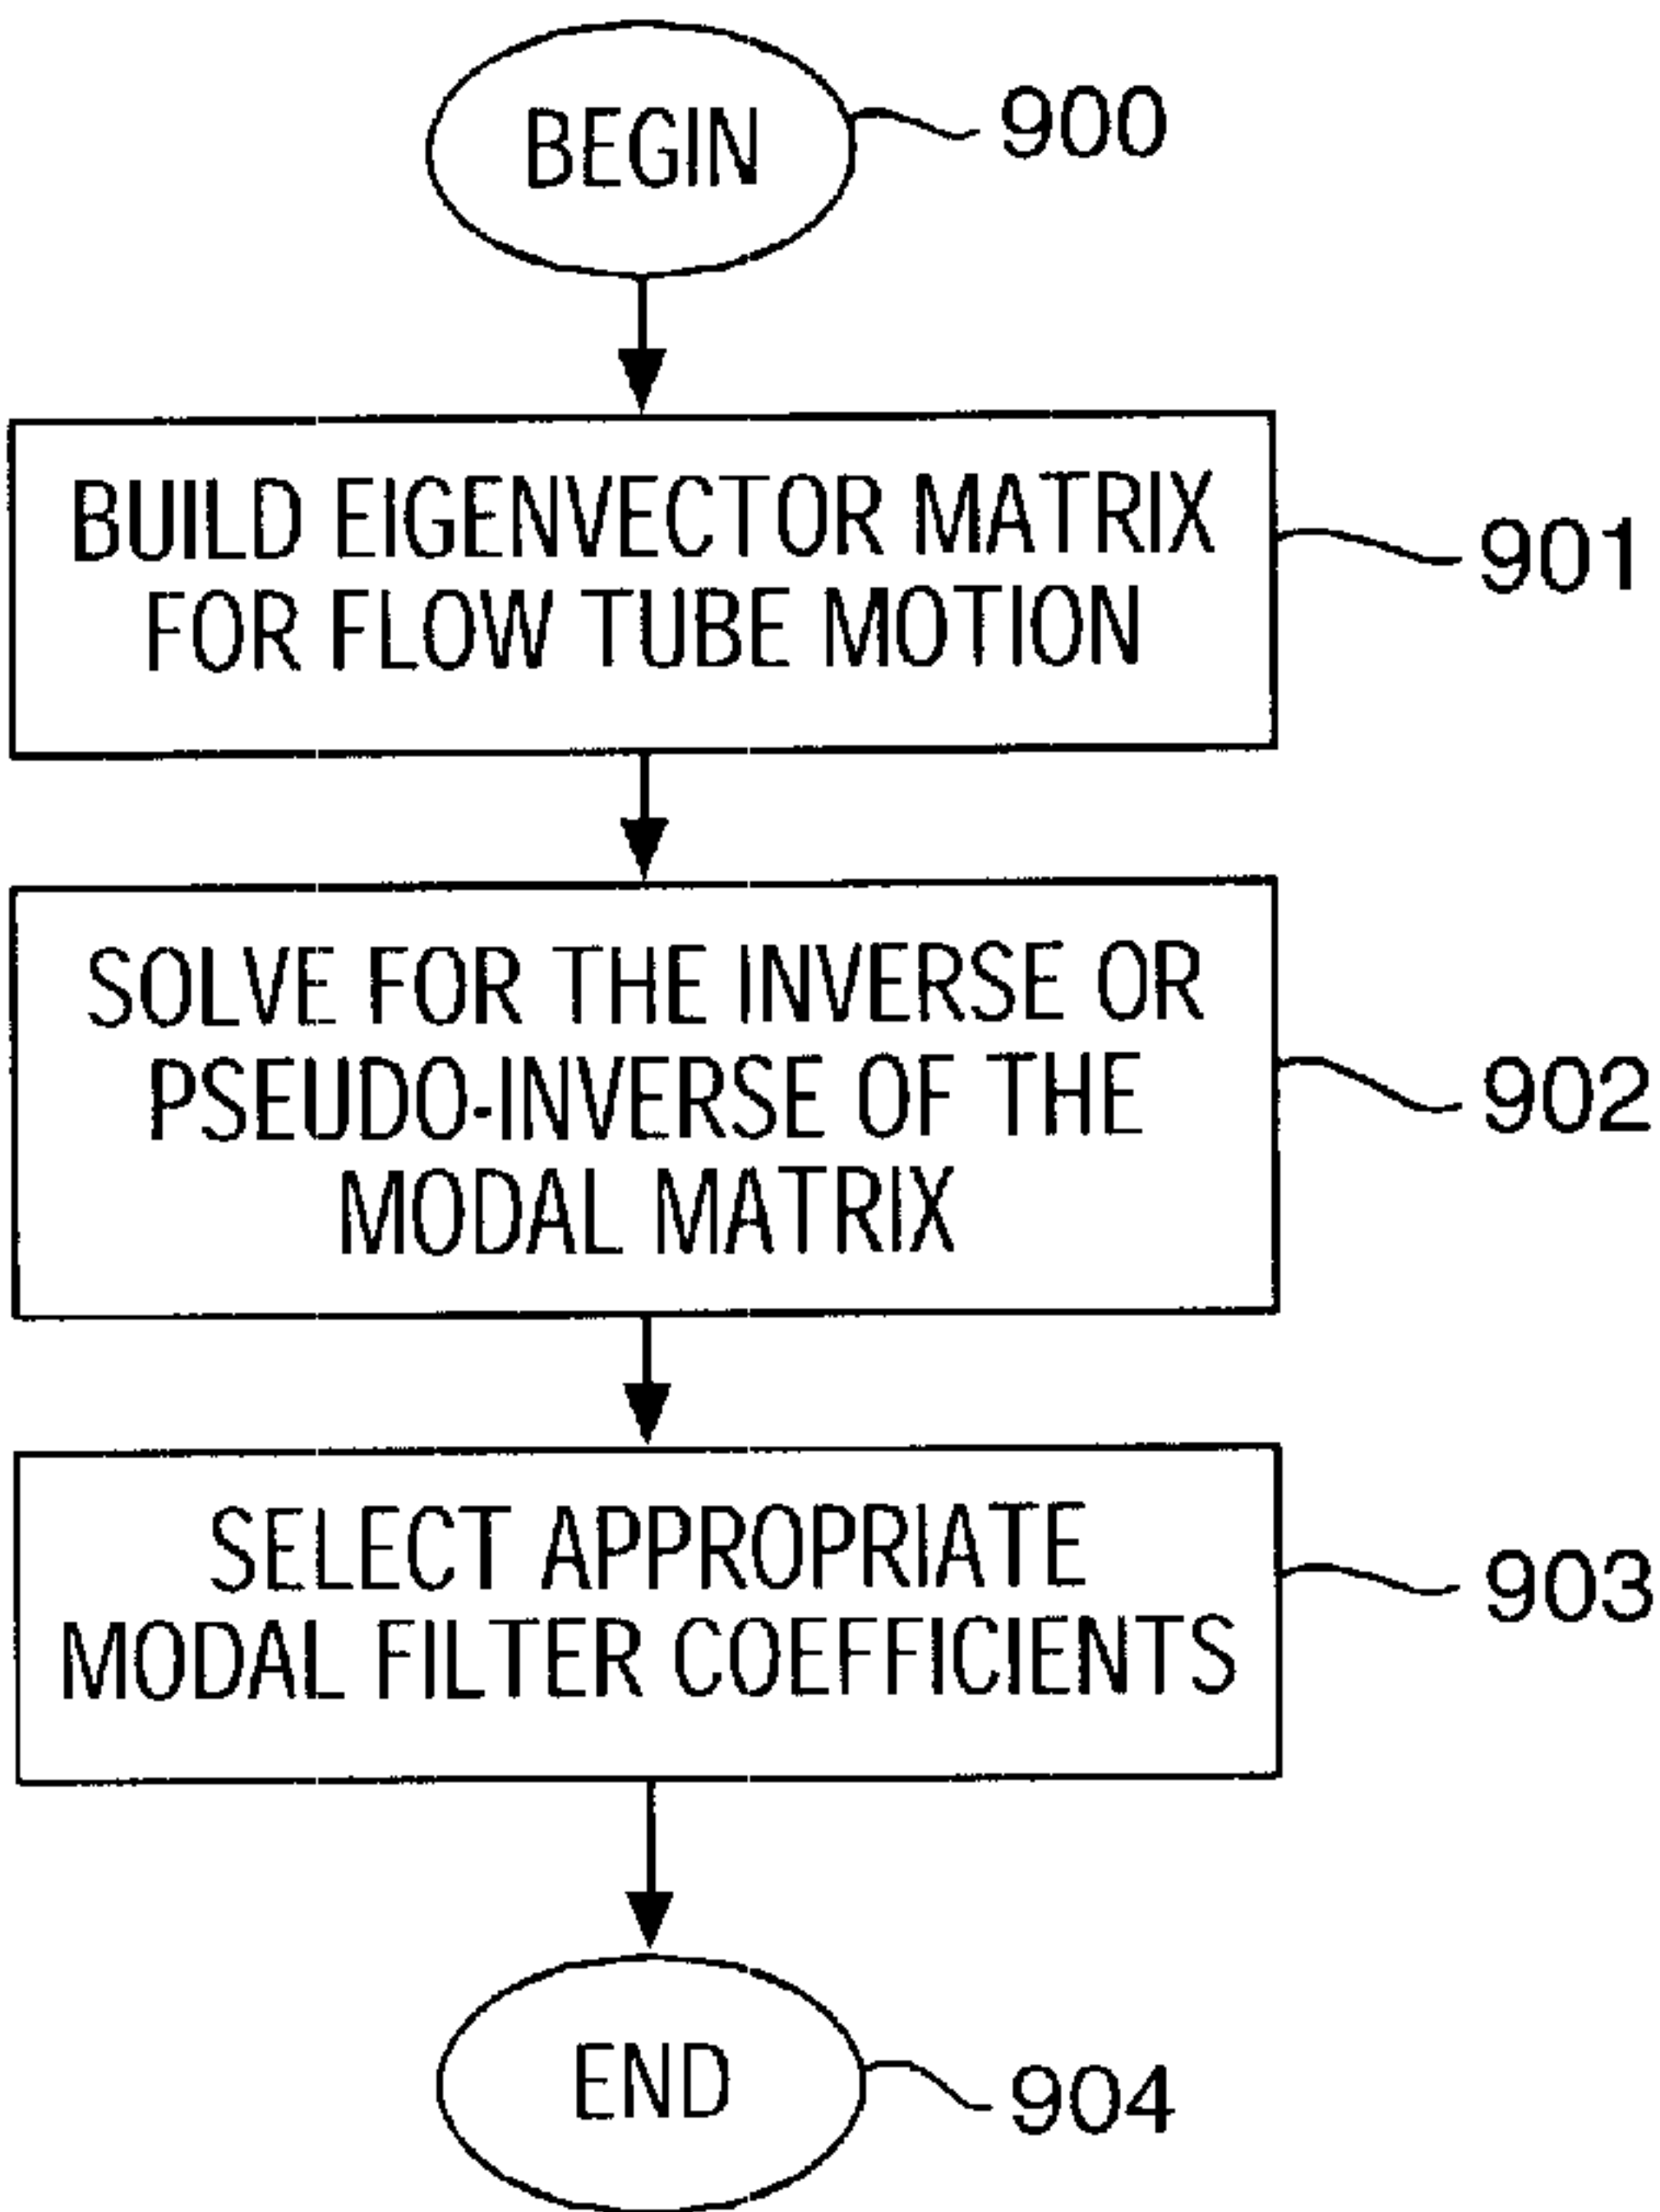 BEGIN
900
BUILD EIGENVECTOR MATRIX
FOR FLOW TUBE MOTION
901
SOLVE FOR THE INVERSE OR
PSEUDO-INVERSE OF THE
MODAL MATRIX
902
SELECT APPROPRIATE
MODAL FILTER COEFFICIENTS
903
END
904